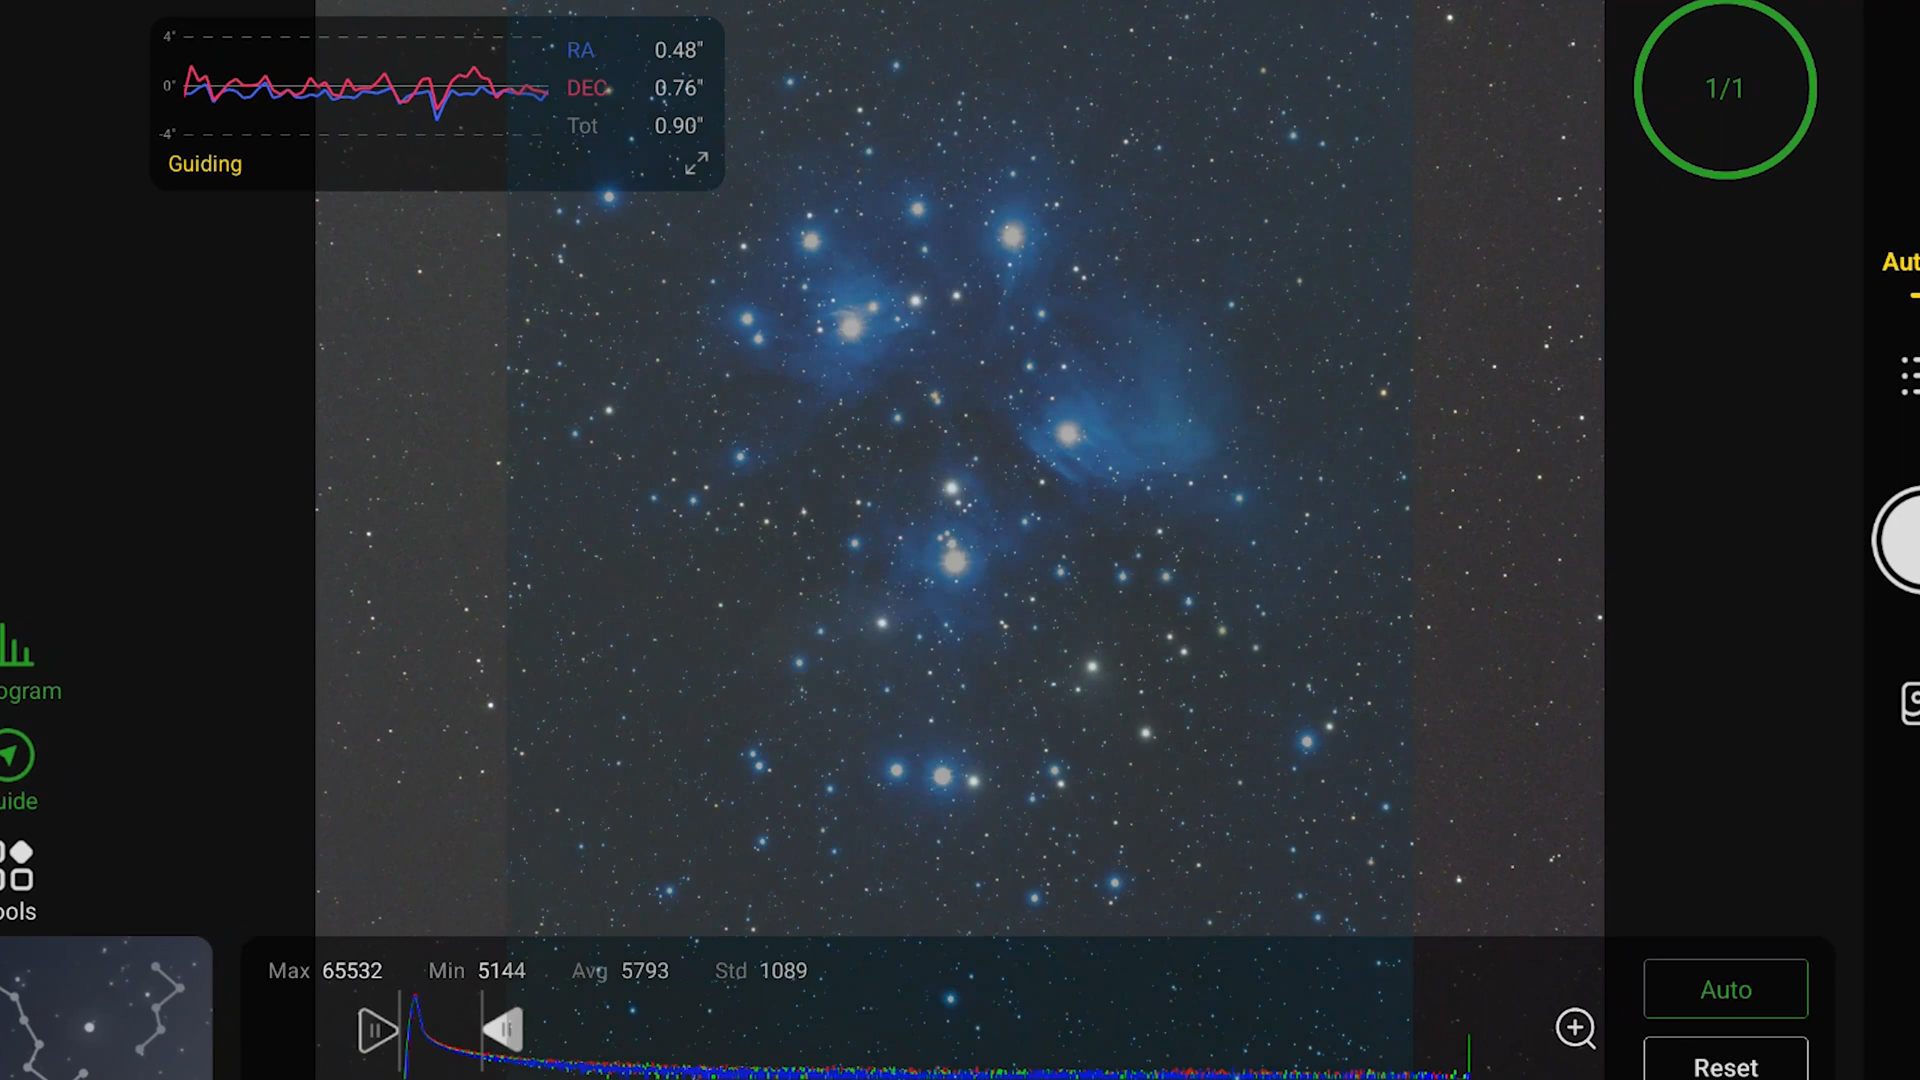 4"
0"
-4"
RA 0.48"
DEC 0.76"
Tot 0.90"
Guiding
1/1
Aut
ogram
uide
ools
Max 65532 Min 5144 Avg 5793 Std 1089
Auto
Reset